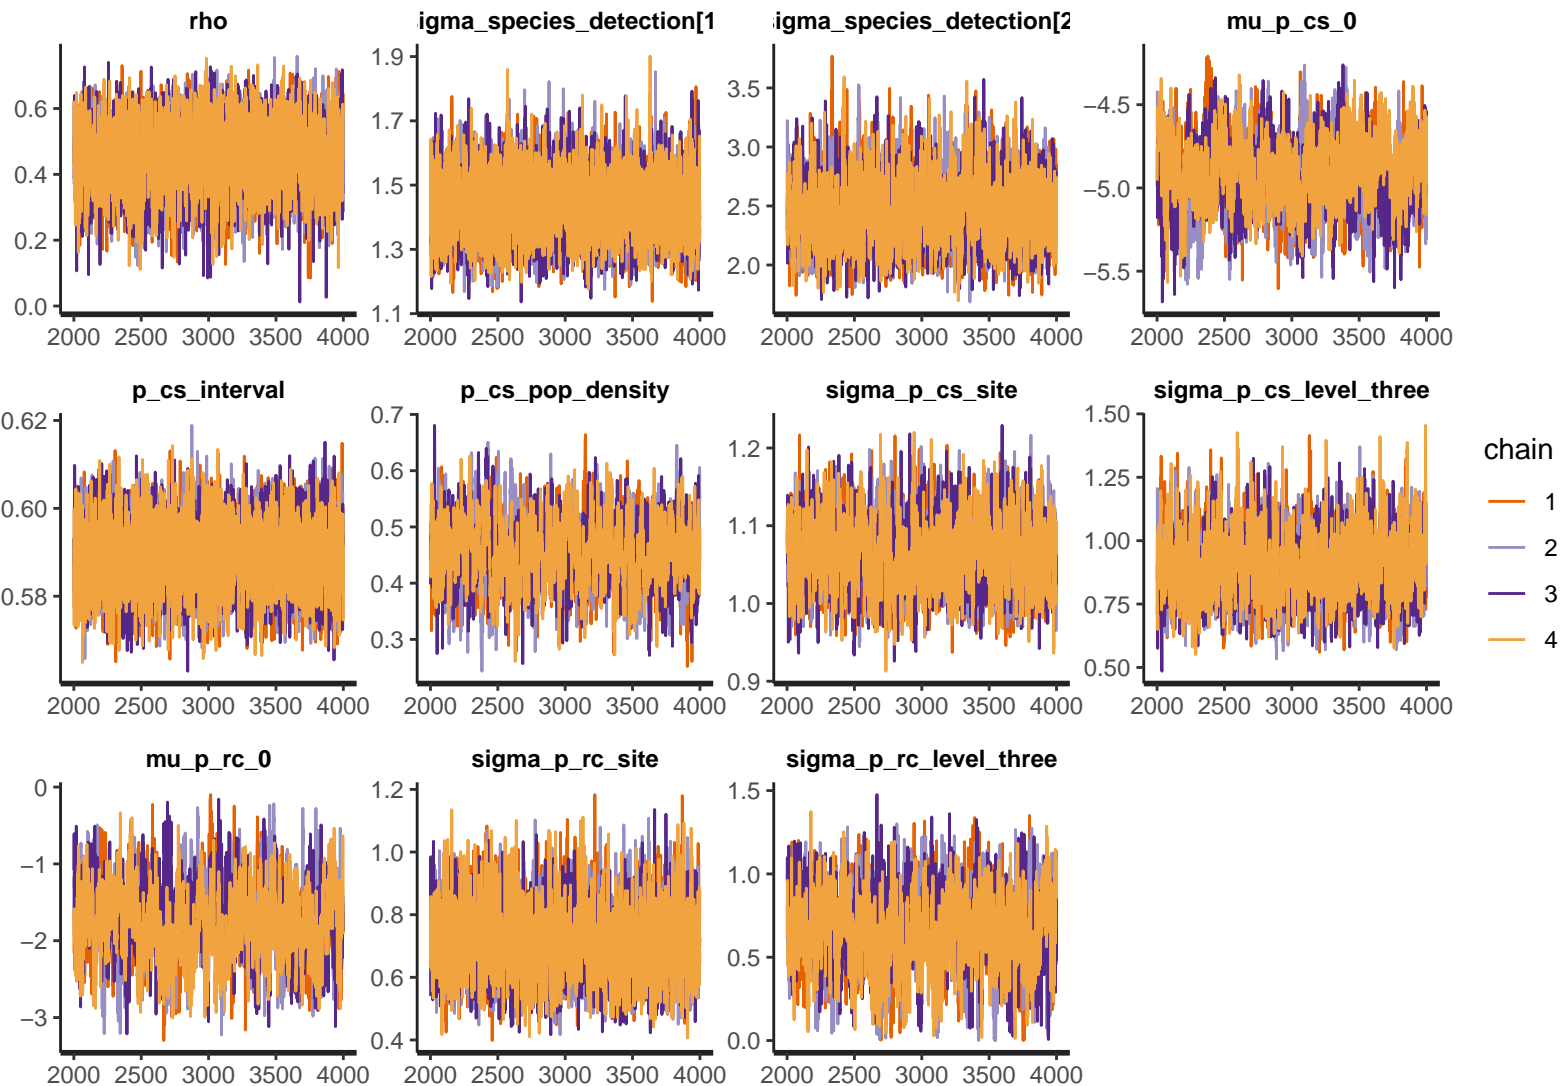 rho
igma_species_detection[1
igma_species_detection[2
mu_p_cs_0
0.6
0.4
0.2
0.0
2000 2500 3000 3500 4000
1.9
1.7
1.5
1.3
1.1
2000 2500 3000 3500 4000
3.5
3.0
2.5
2.0
2000 2500 3000 3500 4000
−4.5
−5.0
−5.5
2000 2500 3000 3500 4000
p_cs_interval
p_cs_pop_density
sigma_p_cs_site
sigma_p_cs_level_three
0.62
0.60
0.58
2000 2500 3000 3500 4000
0.7
0.6
0.5
0.4
0.3
2000 2500 3000 3500 4000
1.2
1.1
1.0
0.9
2000 2500 3000 3500 4000
1.50
1.25
1.00
0.75
0.50
2000 2500 3000 3500 4000
chain
1
2
3
4
mu_p_rc_0
sigma_p_rc_site
sigma_p_rc_level_three
0
−1
−2
−3
2000 2500 3000 3500 4000
1.2
1.0
0.8
0.6
0.4
2000 2500 3000 3500 4000
1.5
1.0
0.5
0.0
2000 2500 3000 3500 4000